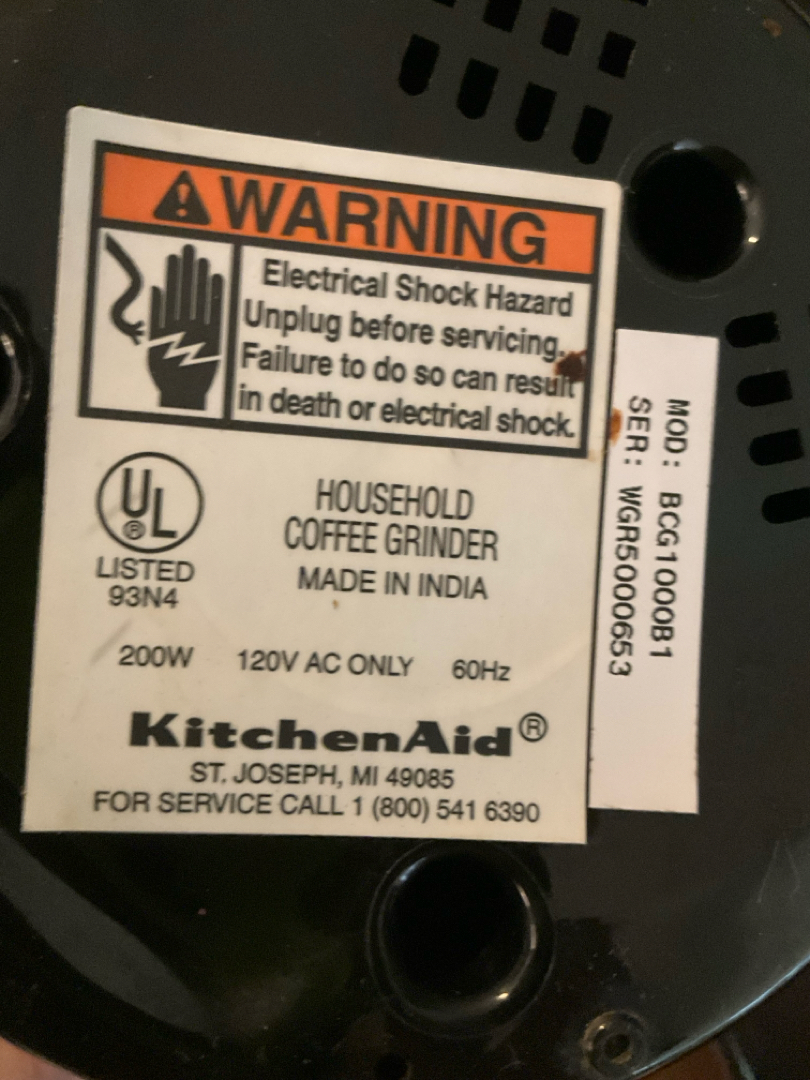 WARNING
Electrical Shock Hazard
Unplug before servicing.
Failure to do so can result
in death or electrical shock.
UL
®
LISTED
93N4
HOUSEHOLD
COFFEE GRINDER
MADE IN INDIA
200W 120V AC ONLY 60Hz
KitchenAid®
ST. JOSEPH, MI 49085
FOR SERVICE CALL 1 (800) 541 6390
MOD: BCG1000B1
SER: WGR5000653